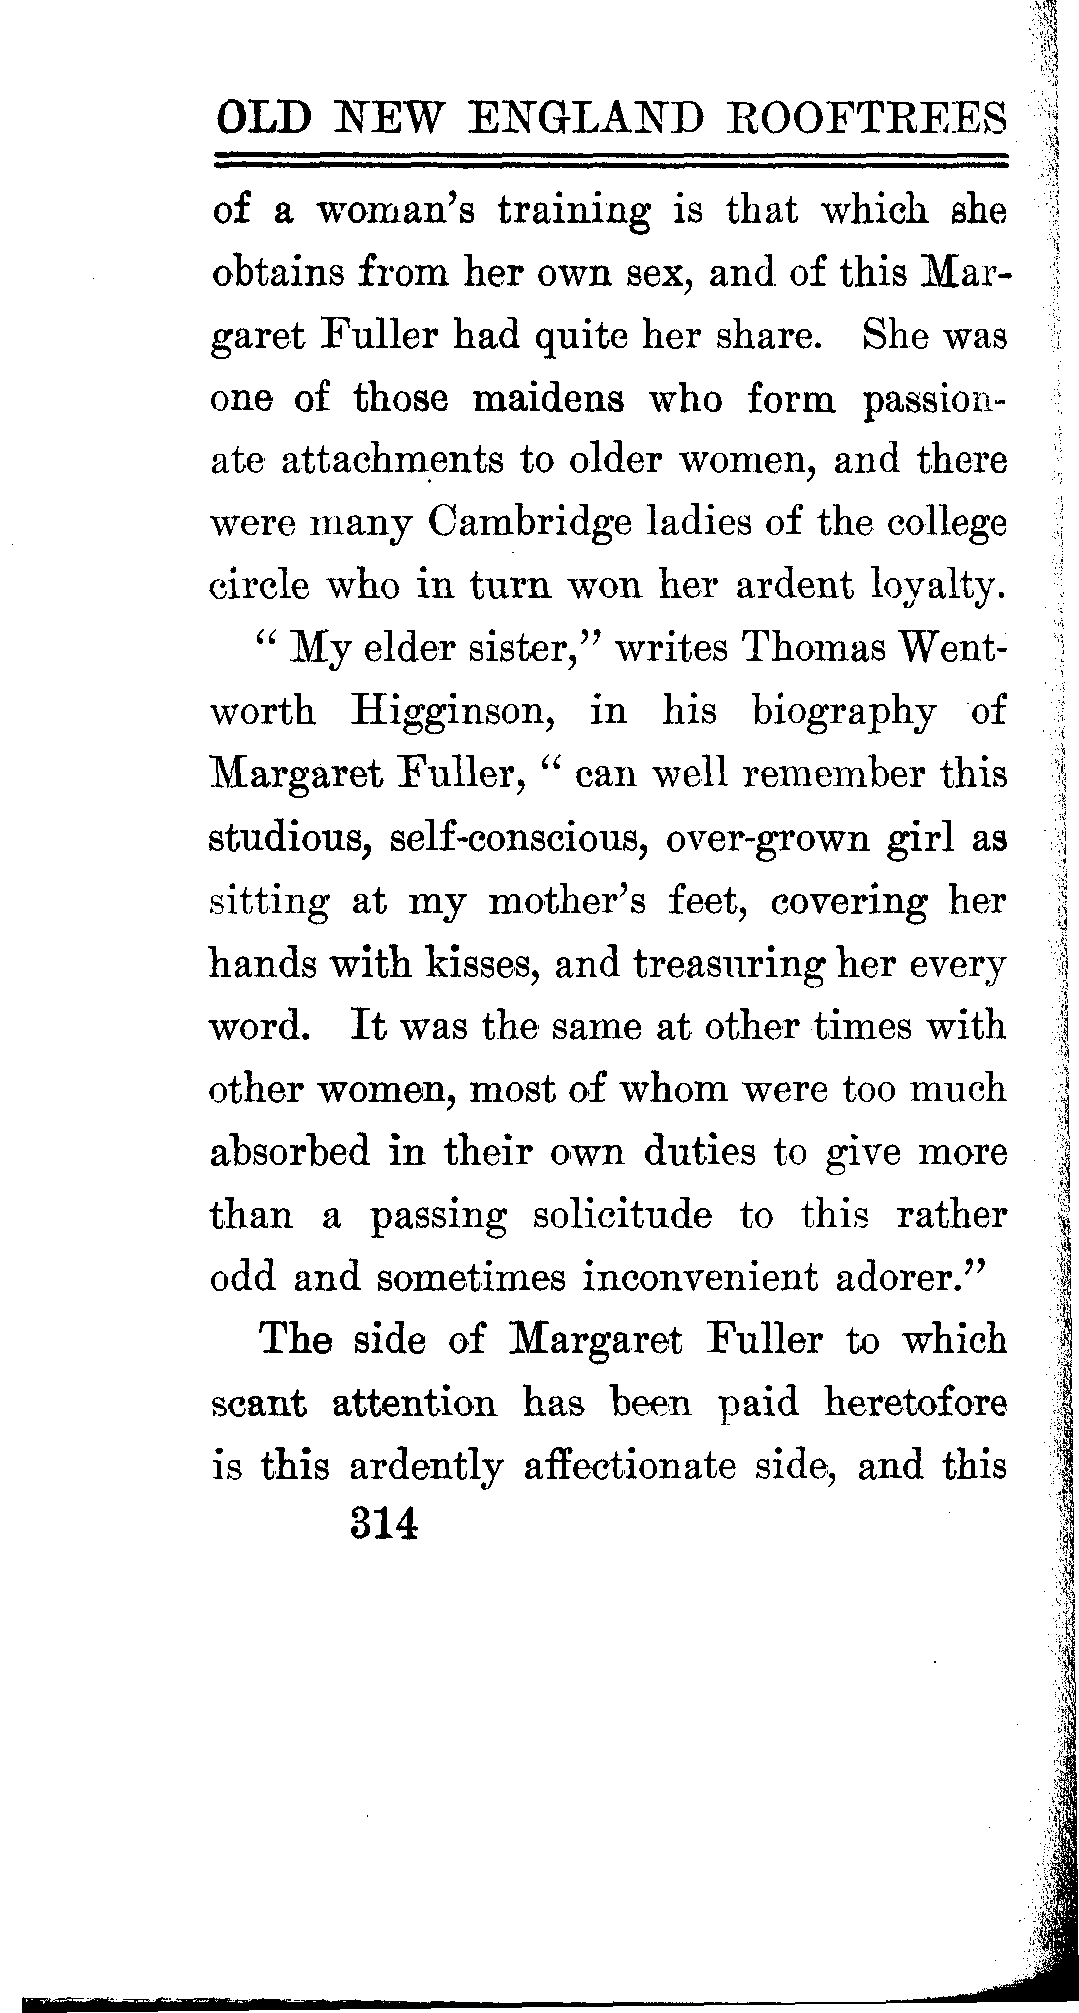 OLD NEW ENGLAND ROOFTREES
of a woman's training is that which she
obtains from her own sex, and of this Mar-
garet Fuller had quite her share. She was
one of those maidens who form passion-
ate attachments to older women, and there
were many Cambridge ladies of the college
circle who in turn won her ardent loyalty.
" My elder sister," writes Thomas Went-
worth Higginson, in his biography of
Margaret Fuller, " can well remember this
studious, self-conscious, over-grown girl as
sitting at my mother's feet, covering her
hands with kisses, and treasuring her every
word. It was the same at other times with
other women, most of whom were too much
absorbed in their own duties to give more
than a passing solicitude to this rather
odd and sometimes inconvenient adorer."
The side of Margaret Fuller to which
scant attention has been paid heretofore
is this ardently affectionate side, and this
314